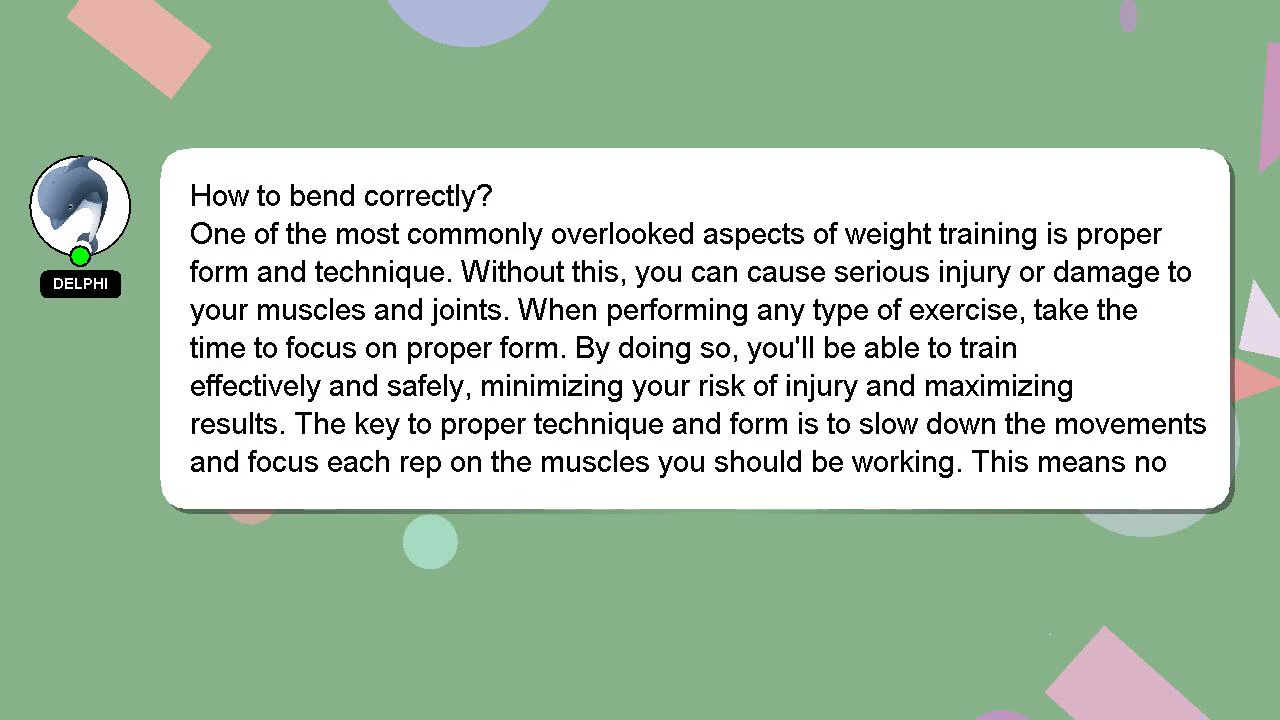 How to bend correctly?
One of the most commonly overlooked aspects of weight training is proper
form and technique. Without this, you can cause serious injury or damage to
your muscles and joints. When performing any type of exercise, take the
time to focus on proper form. By doing so, you'll be able to train
effectively and safely, minimizing your risk of injury and maximizing
results. The key to proper technique and form is to slow down the movements
and focus each rep on the muscles you should be working. This means no
DELPHI